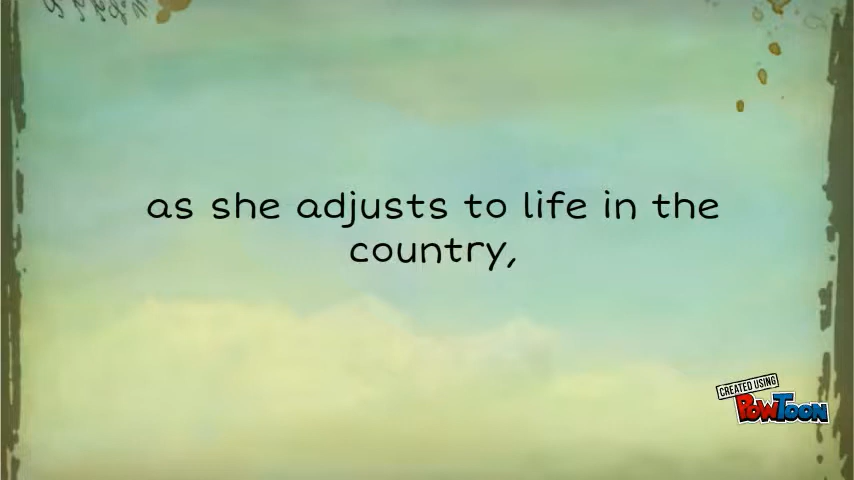 as she adjusts to life in the
country,
CREATED USING
POWTOON